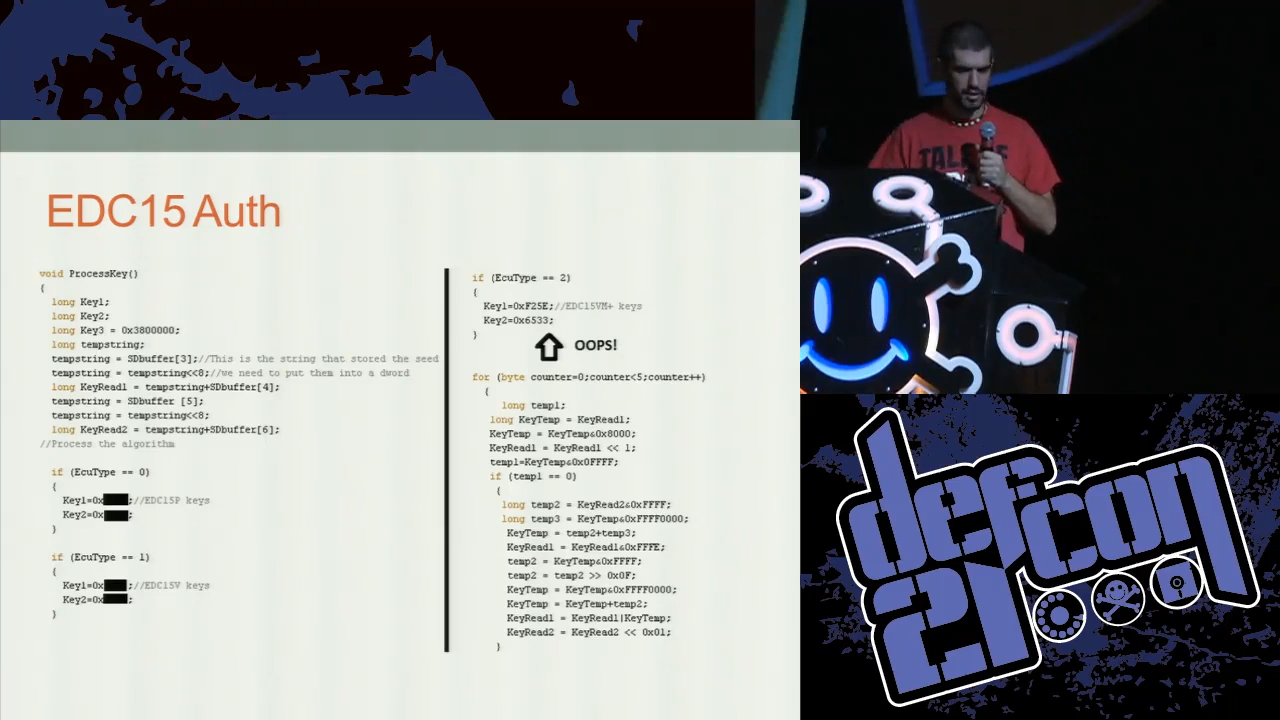 EDC15 Auth
void ProcessKey()
{
long Key1;
long Key2;
long Key3 = 0x3800000;
long tempstring;
tempstring = SDbuffer[3];//This is the string that stored the seed
tempstring = tempstring<<8;//we need to put them into a dword
long KeyRead1 = tempstring+SDbuffer[4];
tempstring = SDbuffer [5];
tempstring = tempstring<<8;
long KeyRead2 = tempstring+SDbuffer[6];
//Process the algorithm
if (EcuType == 0)
{
Key1=0x ;//EDC15P keys
Key2=0x ;
}
if (EcuType == 1)
{
Key1=0x ;//EDC15V keys
Key2=0x ;
}
if (EcuType == 2)
{
Key1=0xF25E;//EDC15VM+ keys
Key2=0x6533;
}
OOPS!
for (byte counter=0;counter<5;counter++)
{
long temp1;
long KeyTemp = KeyRead1;
KeyTemp = KeyTemp&0x8000;
KeyRead1 = KeyRead1 << 1;
temp1=KeyTemp&0x0FFFF;
if (temp1 == 0)
{
long temp2 = KeyRead2&0xFFFF;
long temp3 = KeyTemp&0xFFFF0000;
KeyTemp = temp2+temp3;
KeyRead1 = KeyRead1&0xFFFE;
temp2 = KeyTemp&0xFFFF;
temp2 = temp2 >> 0x0F;
KeyTemp = KeyTemp&0xFFFF0000;
KeyTemp = KeyTemp+temp2;
KeyRead1 = KeyRead1|KeyTemp;
KeyRead2 = KeyRead2 << 0x01;
}
defcon
21